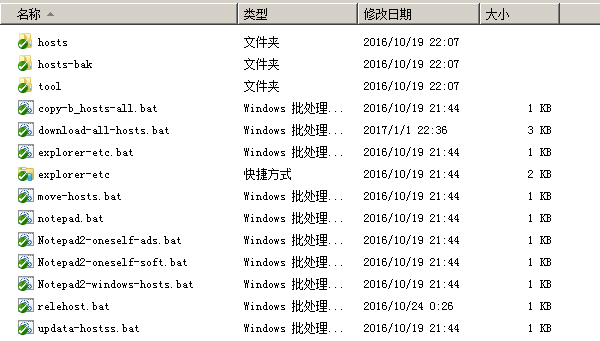 名称 类型 修改日期 大小
hosts 文件夹 2016/10/19 22:07
hosts-bak 文件夹 2016/10/19 22:07
tool 文件夹 2016/10/19 22:07
copy-b_hosts-all.bat Windows 批处理... 2016/10/19 21:44 1 KB
download-all-hosts.bat Windows 批处理... 2017/1/1 22:36 3 KB
explorer-etc.bat Windows 批处理... 2016/10/19 21:44 1 KB
explorer-etc 快捷方式 2016/10/19 21:44 2 KB
move-hosts.bat Windows 批处理... 2016/10/19 21:44 1 KB
notepad.bat Windows 批处理... 2016/10/19 21:44 1 KB
Notepad2-oneself-ads.bat Windows 批处理... 2016/10/19 21:44 1 KB
Notepad2-oneself-soft.bat Windows 批处理... 2016/10/19 21:44 1 KB
Notepad2-windows-hosts.bat Windows 批处理... 2016/10/19 21:44 1 KB
relehost.bat Windows 批处理... 2016/10/24 0:26 1 KB
updata-hostss.bat Windows 批处理... 2016/10/19 21:44 1 KB